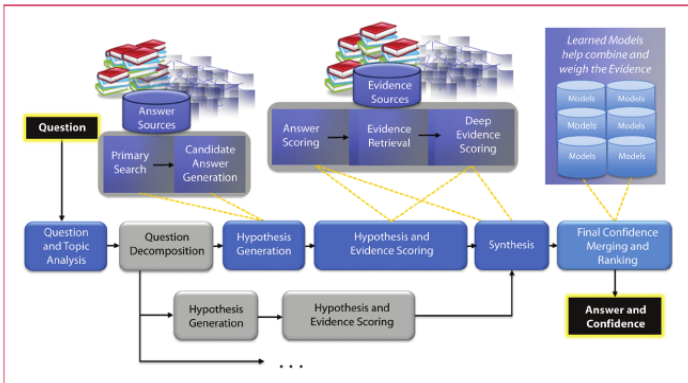 Learned Models
help combine and
weigh the Evidence
Answer
Sources
Evidence
Sources
Models
Models
Models
Models
Models
Models
Question
Primary
Search
Candidate
Answer
Generation
Answer
Scoring
Evidence
Retrieval
Deep
Evidence
Scoring
Question
and Topic
Analysis
Question
Decomposition
Hypothesis
Generation
Hypothesis and
Evidence Scoring
Synthesis
Final Confidence
Merging and
Ranking
Hypothesis
Generation
Hypothesis and
Evidence Scoring
Answer and
Confidence
. . .